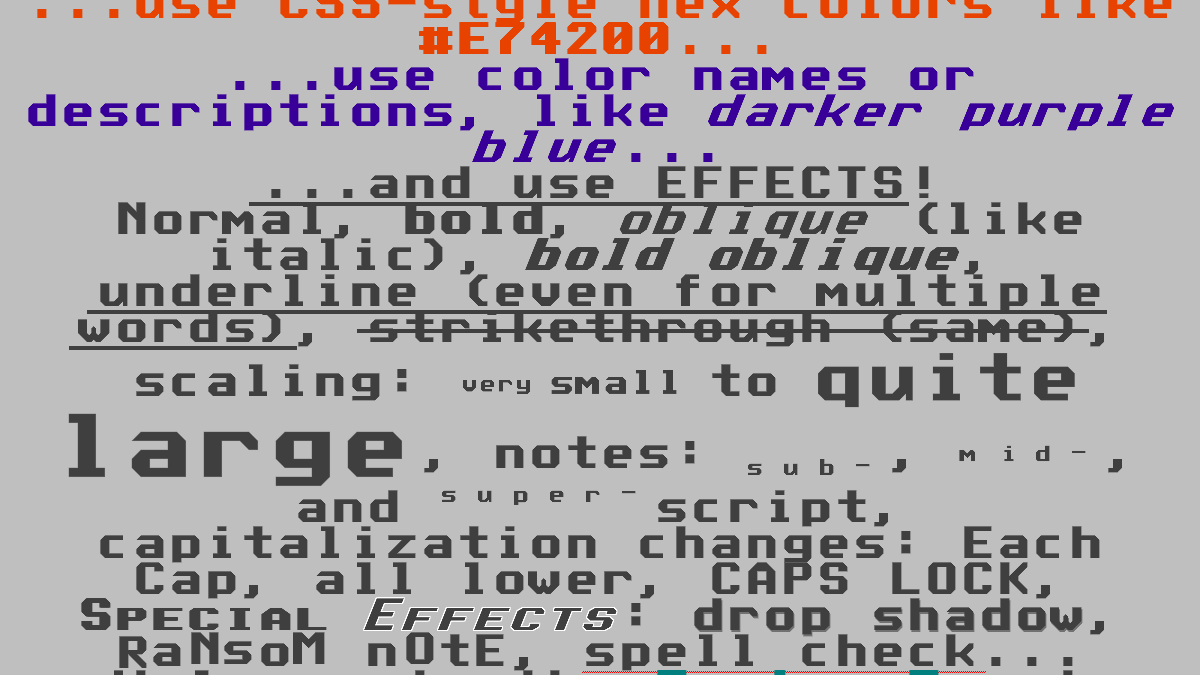 ...use CSS-style hex colors like
#E74200...
...use color names or
descriptions, like darker purple
blue...
...and use EFFECTS!
Normal, bold, oblique (like
italic), bold oblique,
underline (even for multiple
words), strikethrough (same),
scaling: very small to quite
large, notes: sub-, mid-,
and super-script,
capitalization changes: Each
Cap, all lower, CAPS LOCK,
Special Effects: drop shadow,
RaNsoM nOtE, spell check...